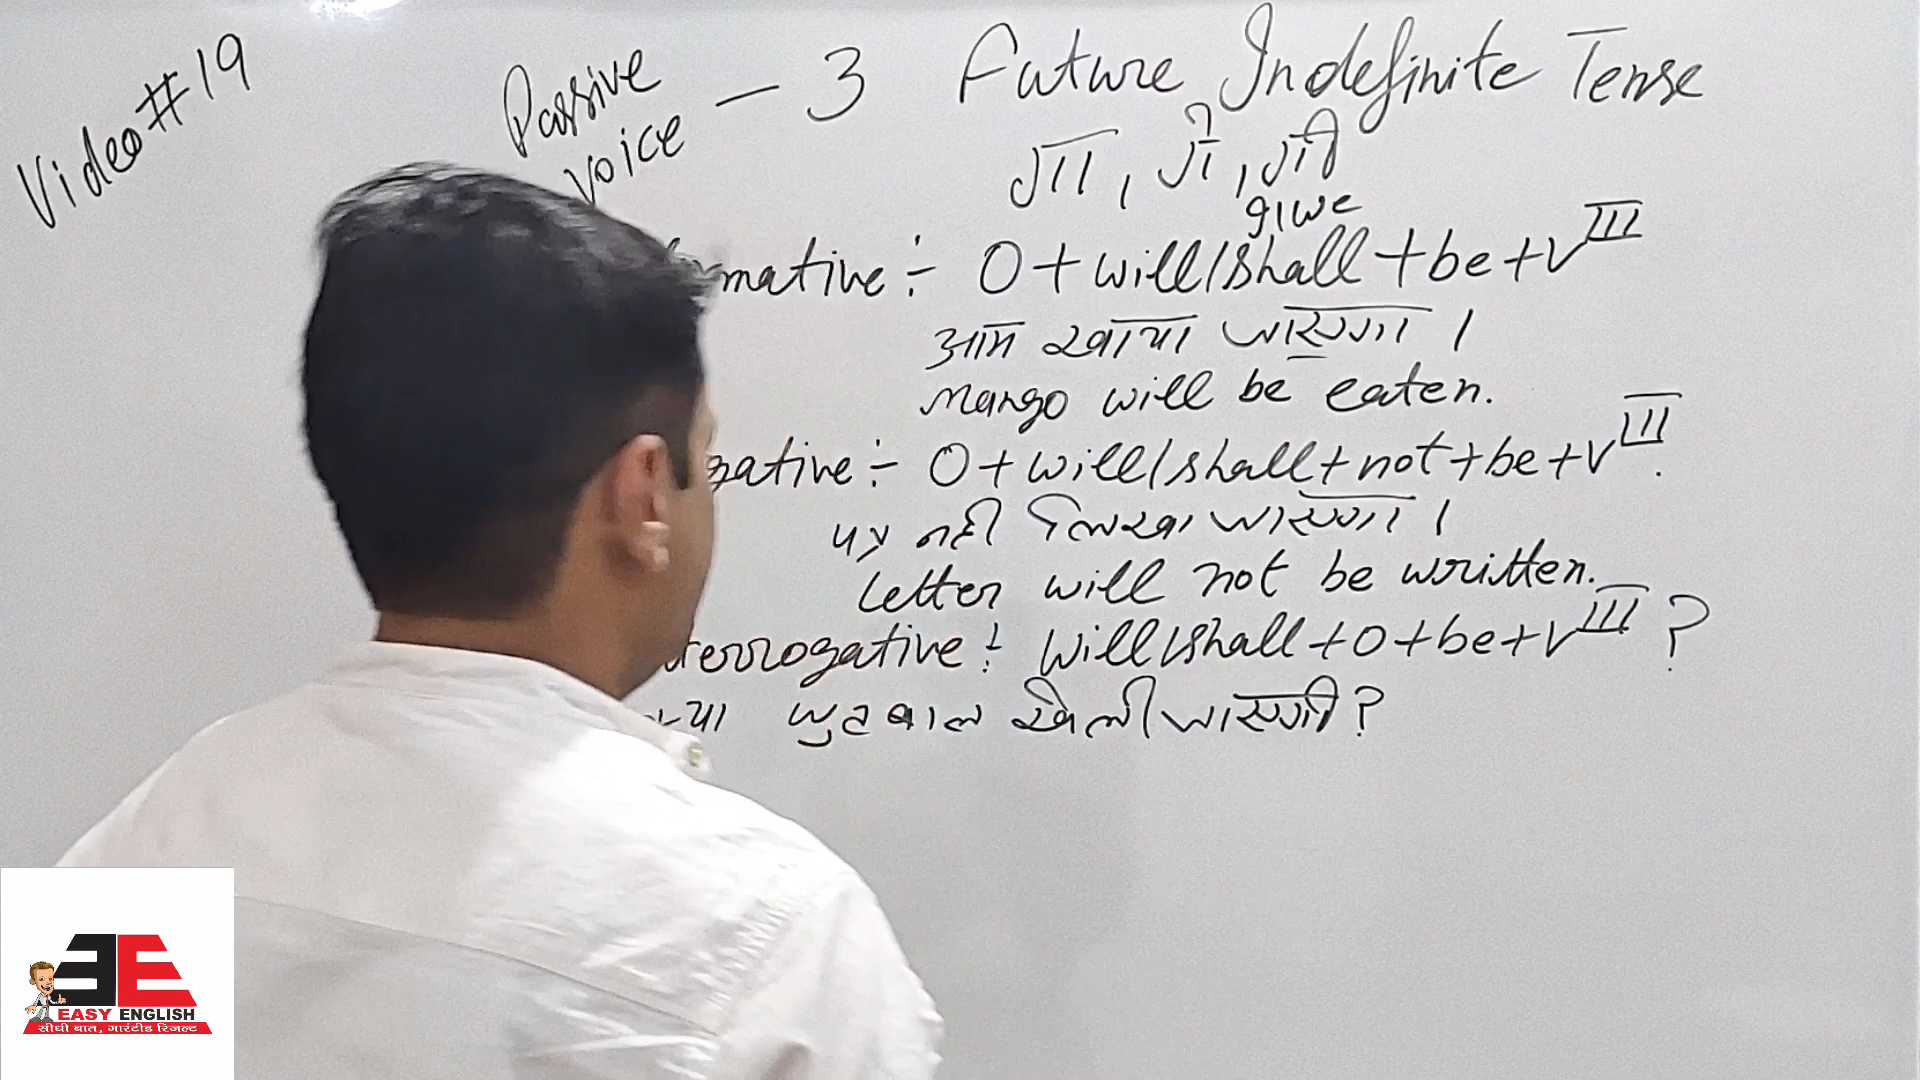 Video#19
Passive Voice – 3 Future Indefinite Tense
गा, गे, गी
I/we
mative:- O+will/shall+be+V III
आम खाया जाएगा।
Mango will be eaten.
gative:- O+will/shall+not+be+V III.
पत्र नही लिखा जाएगा।
Letter will not be written.
terrogative:- Will/shall+O+be+V III ?
क्या फुटबाल खेली जाएगी?
EASY ENGLISH
सीधी बात, गारंटीड रिजल्ट